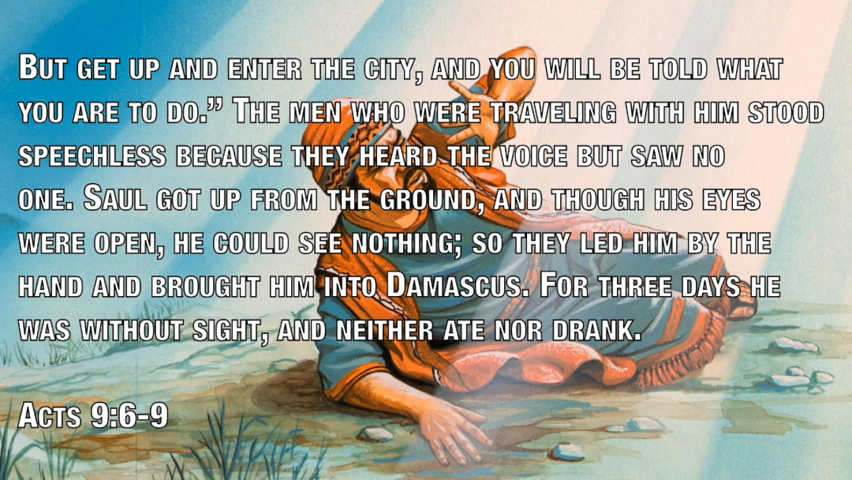 But get up and enter the city, and you will be told what
you are to do.” The men who were traveling with him stood
speechless because they heard the voice but saw no
one. Saul got up from the ground, and though his eyes
were open, he could see nothing; so they led him by the
hand and brought him into Damascus. For three days he
was without sight, and neither ate nor drank.
Acts 9:6-9